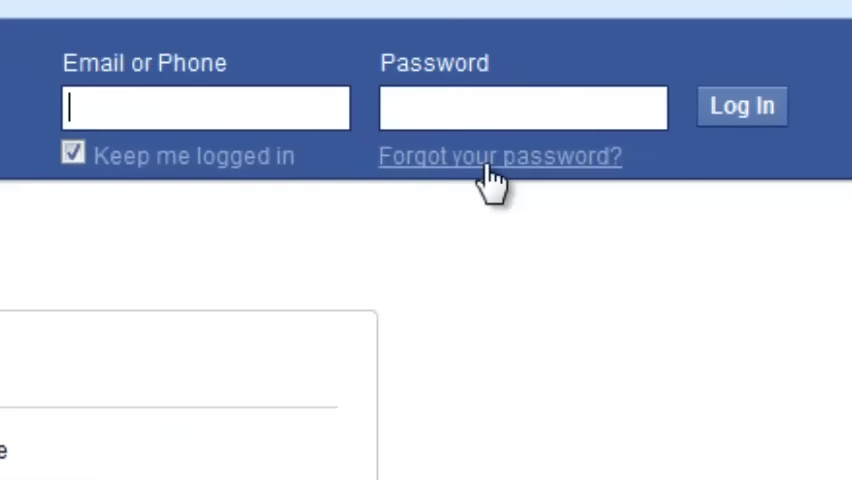 Email or Phone
Password
Log In
Keep me logged in
Forgot your password?
e